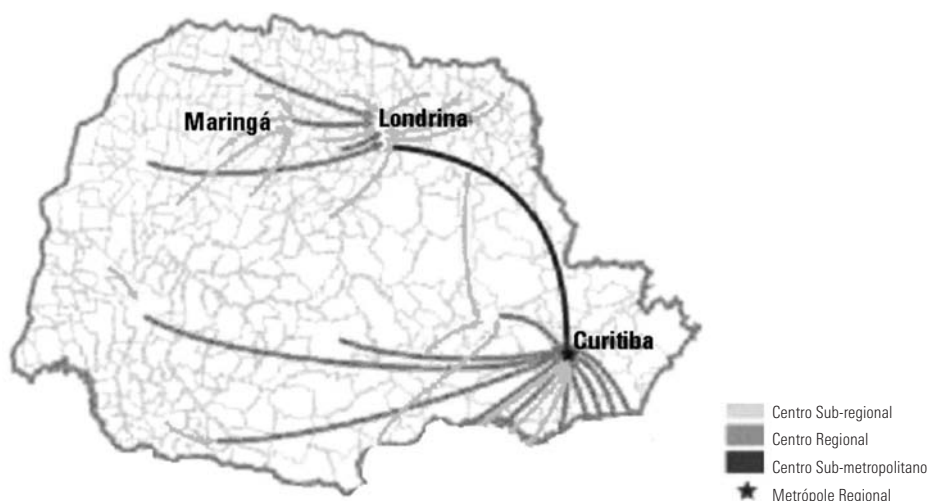 Maringá
Londrina
Curitiba
Centro Sub-regional
Centro Regional
Centro Sub-metropolitano
Metrópole Regional